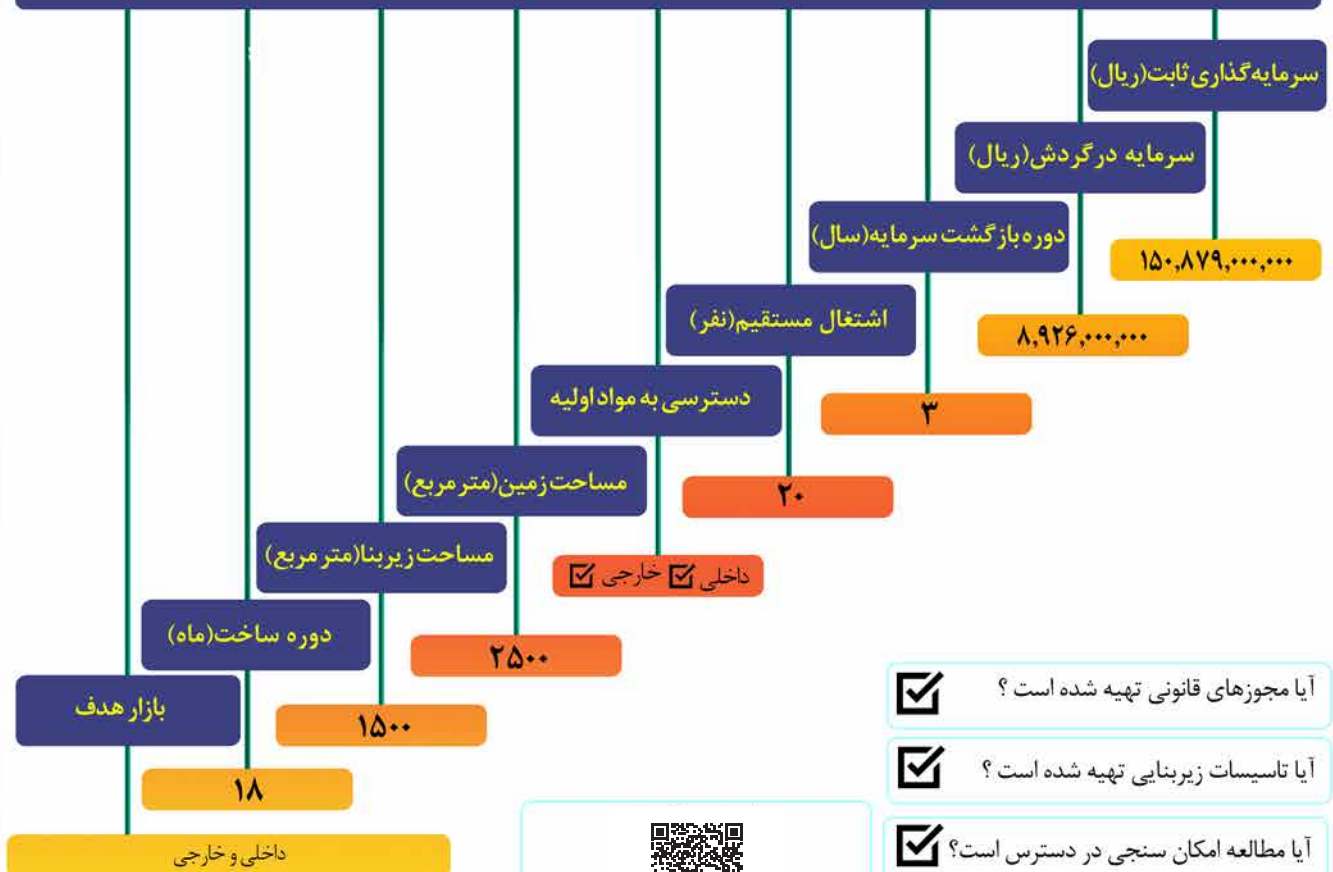 سرمایه‌گذاری ثابت(ریال)
۱۵۰,۸۷۹,۰۰۰,۰۰۰
سرمایه در گردش(ریال)
۸,۹۲۶,۰۰۰,۰۰۰
دوره بازگشت سرمایه(سال)
۳
اشتغال مستقیم(نفر)
۲۰
دسترسی به مواد اولیه
داخلی ☑ خارجی ☑
مساحت زمین(متر مربع)
۲۵۰۰
مساحت زیربنا(متر مربع)
۱۵۰۰
دوره ساخت(ماه)
۱۸
بازار هدف
داخلی و خارجی
آیا مجوزهای قانونی تهیه شده است ؟ ☑
آیا تاسیسات زیربنایی تهیه شده است ؟ ☑
آیا مطالعه امکان سنجی در دسترس است؟ ☑